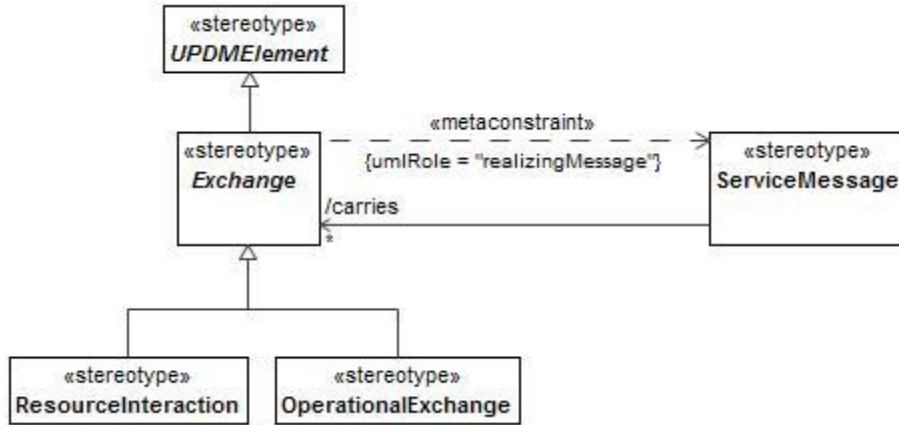 «stereotype»
UPDMElement
«metaconstraint»
«stereotype»
Exchange
{umlRole = "realizingMessage"}
«stereotype»
ServiceMessage
/carries
*
«stereotype»
ResourceInteraction
«stereotype»
OperationalExchange